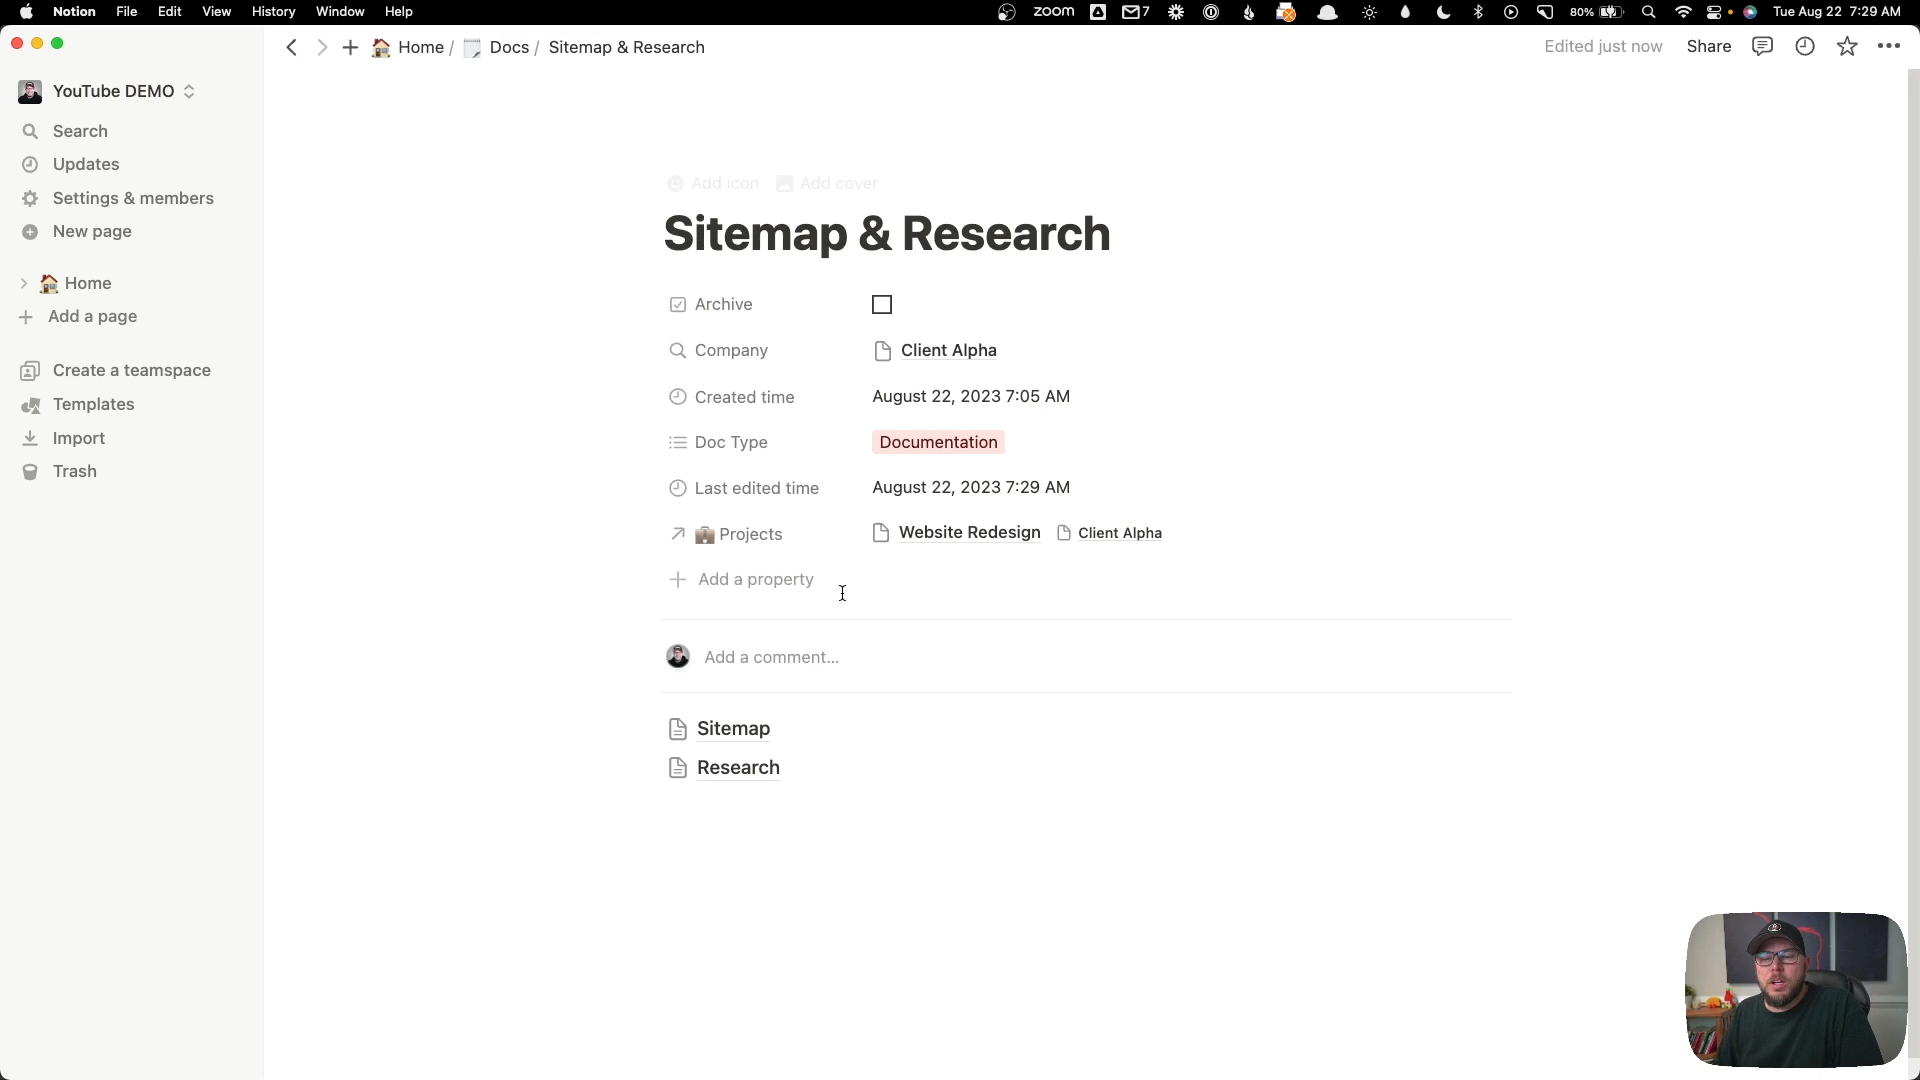 Notion File Edit View History Window Help zoom 7 80% Tue Aug 22 7:29 AM
Home / Docs / Sitemap & Research Edited just now Share
YouTube DEMO
Search
Updates
Settings & members
New page
Home
Add a page
Create a teamspace
Templates
Import
Trash
Add icon Add cover
Sitemap & Research
Archive
Company Client Alpha
Created time August 22, 2023 7:05 AM
Doc Type Documentation
Last edited time August 22, 2023 7:29 AM
Projects Website Redesign Client Alpha
Add a property
Add a comment...
Sitemap
Research